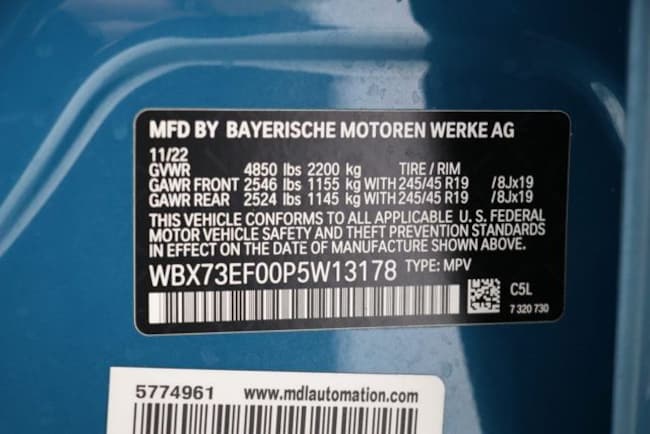 MFD BY BAYERISCHE MOTOREN WERKE AG
11/22
GVWR 4850 lbs 2200 kg TIRE / RIM
GAWR FRONT 2546 lbs 1155 kg WITH 245/45 R19 /8Jx19
GAWR REAR 2524 lbs 1145 kg WITH 245/45 R19 /8Jx19
THIS VEHICLE CONFORMS TO ALL APPLICABLE U. S. FEDERAL
MOTOR VEHICLE SAFETY AND THEFT PREVENTION STANDARDS
IN EFFECT ON THE DATE OF MANUFACTURE SHOWN ABOVE.
WBX73EF00P5W13178 TYPE: MPV
C5L
7 320 730
5774961 www.mdlautomation.com